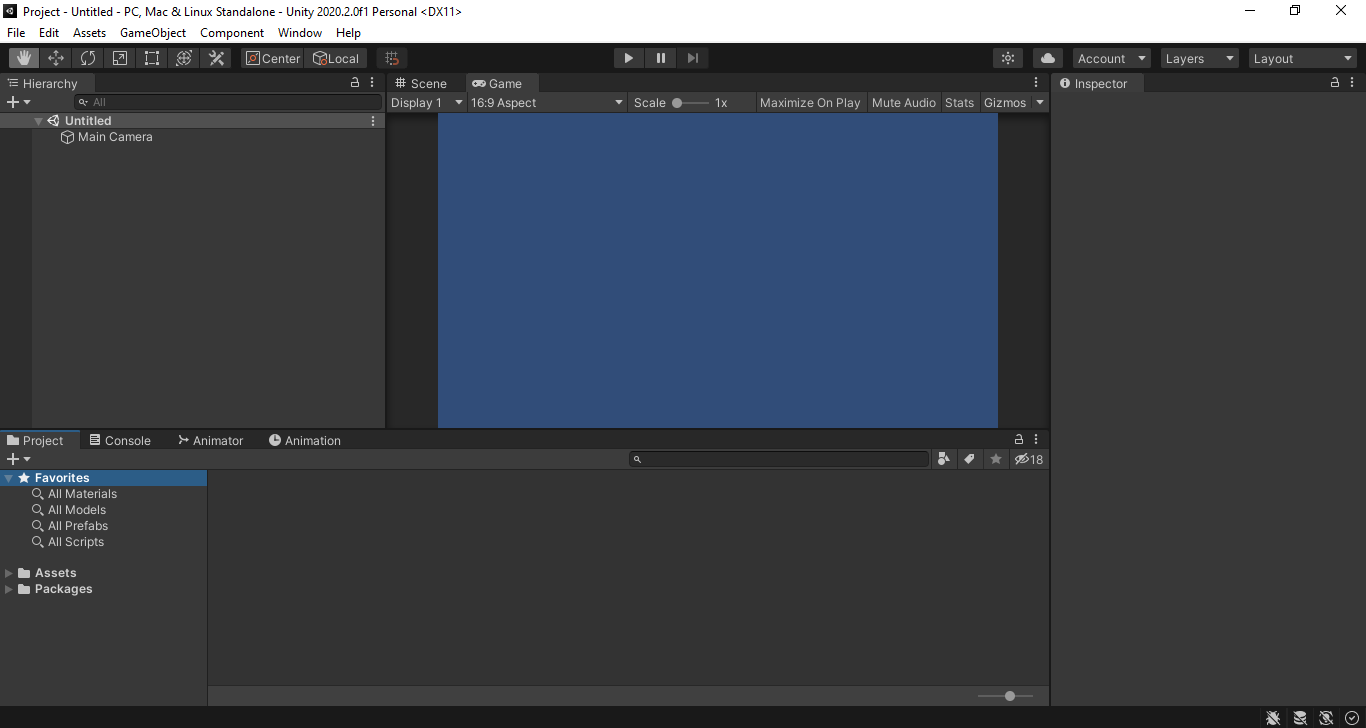 Project - Untitled - PC, Mac & Linux Standalone - Unity 2020.2.0f1 Personal <DX11>
File Edit Assets GameObject Component Window Help
Center Local Account Layers Layout
Hierarchy
All
Untitled
Main Camera
Scene Game
Display 1 16:9 Aspect Scale 1x Maximize On Play Mute Audio Stats Gizmos
Inspector
Project Console Animator Animation
18
Favorites
All Materials
All Models
All Prefabs
All Scripts
Assets
Packages